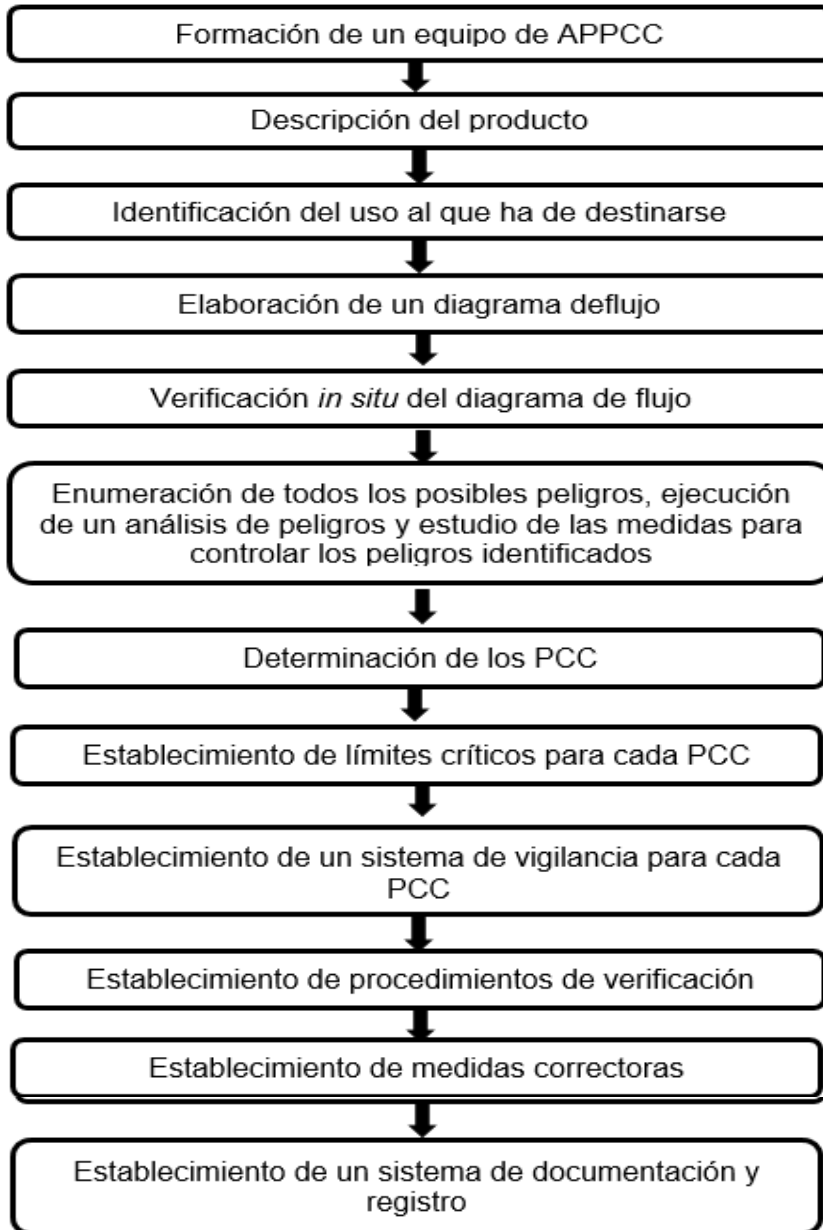 Formación de un equipo de APPCC
Descripción del producto
Identificación del uso al que ha de destinarse
Elaboración de un diagrama deflujo
Verificación in situ del diagrama de flujo
Enumeración de todos los posibles peligros, ejecución
de un análisis de peligros y estudio de las medidas para
controlar los peligros identificados
Determinación de los PCC
Establecimiento de límites críticos para cada PCC
Establecimiento de un sistema de vigilancia para cada
PCC
Establecimiento de procedimientos de verificación
Establecimiento de medidas correctoras
Establecimiento de un sistema de documentación y
registro